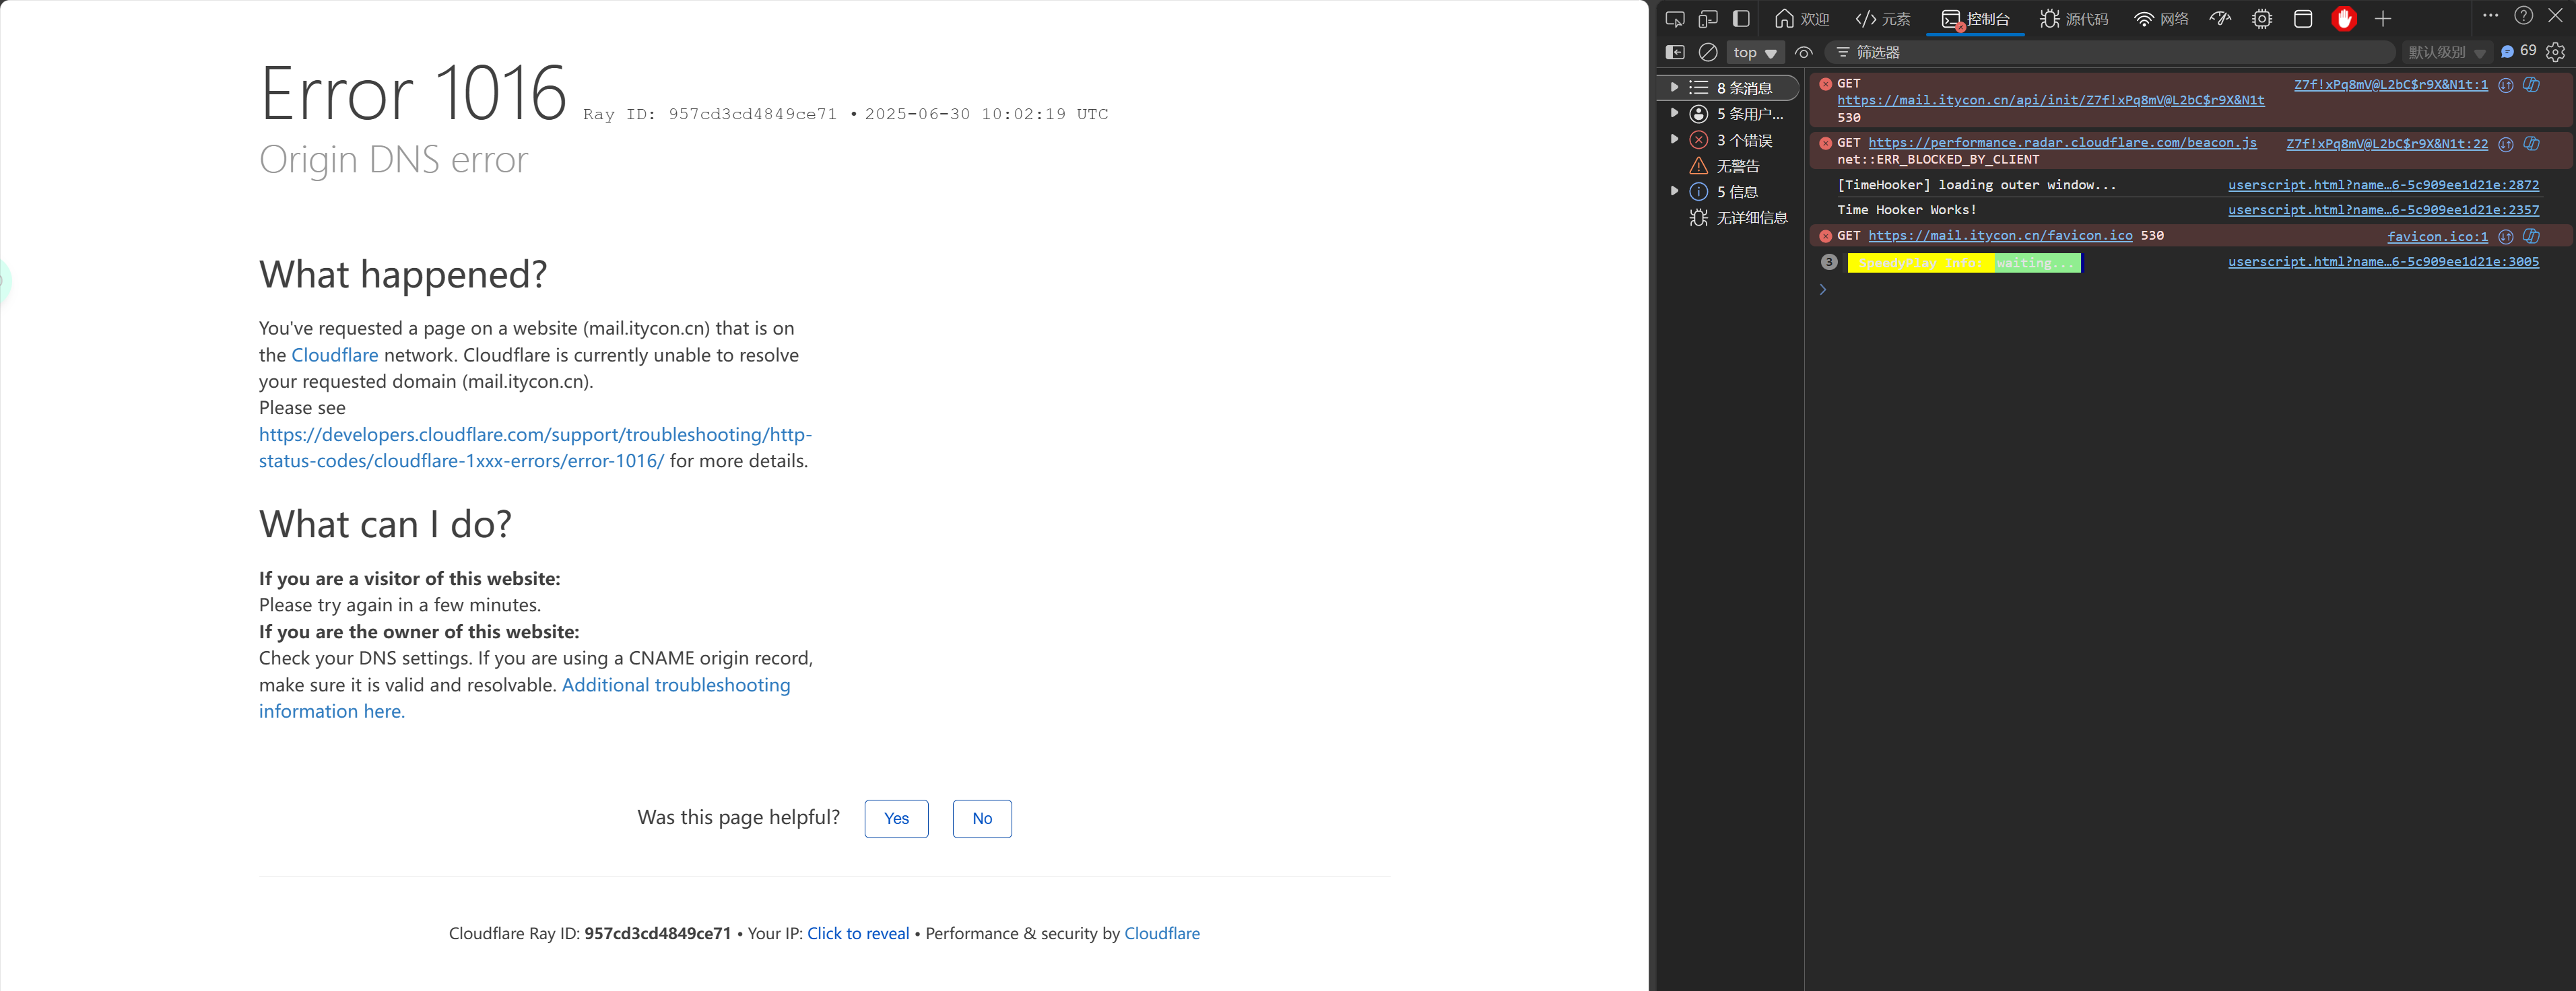 Error 1016 Ray ID: 957cd3cd4849ce71 • 2025-06-30 10:02:19 UTC
Origin DNS error
What happened?
You've requested a page on a website (mail.itycon.cn) that is on
the Cloudflare network. Cloudflare is currently unable to resolve
your requested domain (mail.itycon.cn).
Please see
https://developers.cloudflare.com/support/troubleshooting/http-
status-codes/cloudflare-1xxx-errors/error-1016/ for more details.
What can I do?
If you are a visitor of this website:
Please try again in a few minutes.
If you are the owner of this website:
Check your DNS settings. If you are using a CNAME origin record,
make sure it is valid and resolvable. Additional troubleshooting
information here.
Was this page helpful? Yes No
Cloudflare Ray ID: 957cd3cd4849ce71 • Your IP: Click to reveal • Performance & security by Cloudflare
欢迎 元素 控制台 源代码 网络
top 筛选器 默认级别 69
8 条消息
5 条用户...
3 个错误
无警告
5 信息
无详细信息
GET Z7f!xPq8mV@L2bC$r9X&N1t:1
https://mail.itycon.cn/api/init/Z7f!xPq8mV@L2bC$r9X&N1t
530
GET https://performance.radar.cloudflare.com/beacon.js Z7f!xPq8mV@L2bC$r9X&N1t:22
net::ERR_BLOCKED_BY_CLIENT
[TimeHooker] loading outer window... userscript.html?name…6-5c909ee1d21e:2872
Time Hooker Works! userscript.html?name…6-5c909ee1d21e:2357
GET https://mail.itycon.cn/favicon.ico 530 favicon.ico:1
3 SpeedyPlay Info: waiting... userscript.html?name…6-5c909ee1d21e:3005